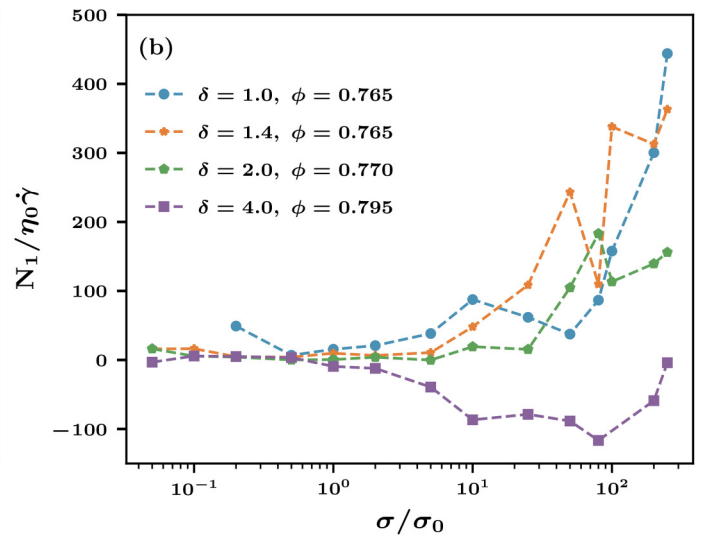 (b)
δ = 1.0, ϕ = 0.765
δ = 1.4, ϕ = 0.765
δ = 2.0, ϕ = 0.770
δ = 4.0, ϕ = 0.795
N₁/η₀γ̇
500
400
300
200
100
0
−100
10⁻¹ 10⁰ 10¹ 10²
σ/σ₀